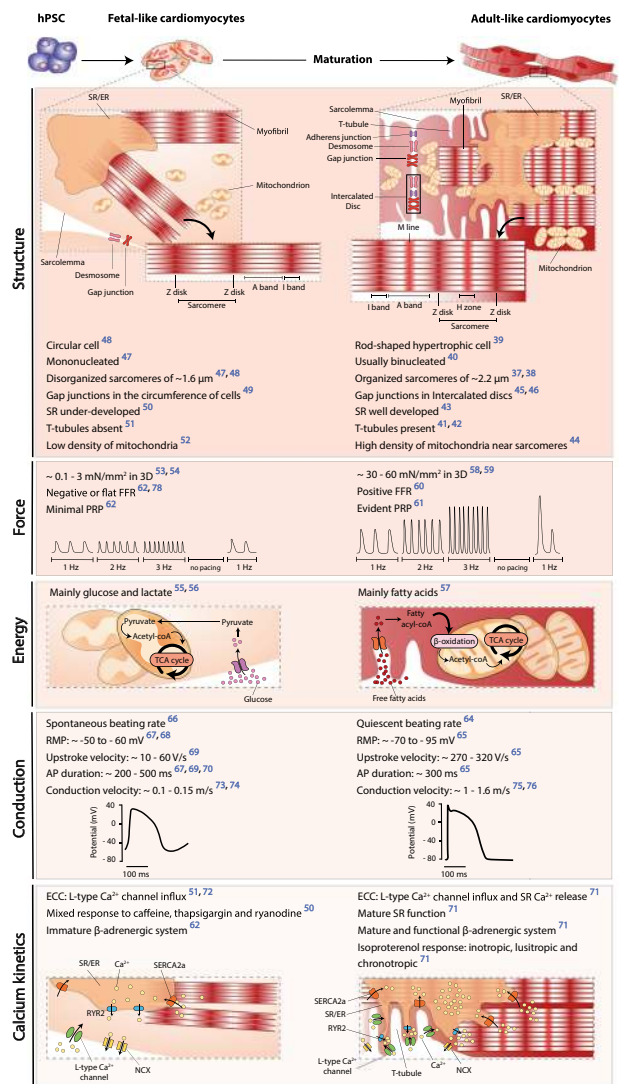 hPSC
Fetal-like cardiomyocytes
Adult-like cardiomyocytes
Maturation
Structure
SR/ER
Myofibril
Mitochondrion
Sarcolemma
Desmosome
Gap junction
Z disk
Z disk
A band
I band
Sarcomere
Sarcolemma
T-tubule
Adherens junction
Desmosome
Gap junction
Intercalated
Disc
Myofibril
SR/ER
M line
Mitochondrion
I band
A band
Z disk
H zone
Z disk
Sarcomere
Circular cell 48
Mononucleated 47
Disorganized sarcomeres of ~1.6 μm 47, 48
Gap junctions in the circumference of cells 49
SR under-developed 50
T-tubules absent 51
Low density of mitochondria 52
Rod-shaped hypertrophic cell 39
Usually binucleated 40
Organized sarcomeres of ~2.2 μm 37, 38
Gap junctions in Intercalated discs 45, 46
SR well developed 43
T-tubules present 41, 42
High density of mitochondria near sarcomeres 44
Force
~ 0.1 - 3 mN/mm² in 3D 53, 54
Negative or flat FFR 62, 78
Minimal PRP 62
1 Hz
2 Hz
3 Hz
no pacing
1 Hz
~ 30 - 60 mN/mm² in 3D 58, 59
Positive FFR 60
Evident PRP 61
1 Hz
2 Hz
3 Hz
no pacing
1 Hz
Energy
Mainly glucose and lactate 55, 56
Pyruvate
Pyruvate
Acetyl-coA
TCA cycle
Glucose
Mainly fatty acids 57
Fatty
acyl-coA
β-oxidation
TCA cycle
Acetyl-coA
Free fatty acids
Conduction
Spontaneous beating rate 66
RMP: ~ -50 to - 60 mV 67, 68
Upstroke velocity: ~ 10 - 60 V/s 69
AP duration: ~ 200 - 500 ms 67, 69, 70
Conduction velocity: ~ 0.1 - 0.15 m/s 73, 74
Potential (mV)
40
0
- 40
- 80
100 ms
Quiescent beating rate 64
RMP: ~ -70 to - 95 mV 65
Upstroke velocity: ~ 270 - 320 V/s 65
AP duration: ~ 300 ms 65
Conduction velocity: ~ 1 - 1.6 m/s 75, 76
Potential (mV)
40
0
- 40
- 80
100 ms
Calcium kinetics
ECC: L-type Ca²⁺ channel influx 51, 72
Mixed response to caffeine, thapsigargin and ryanodine 50
Immature β-adrenergic system 62
SR/ER
Ca²⁺
SERCA2a
RYR2
L-type Ca²⁺
channel
NCX
ECC: L-type Ca²⁺ channel influx and SR Ca²⁺ release 71
Mature SR function 71
Mature and functional β-adrenergic system 71
Isoproterenol response: inotropic, lusitropic and
chronotropic 71
SERCA2a
SR/ER
RYR2
L-type Ca²⁺
channel
T-tubule
Ca²⁺
NCX